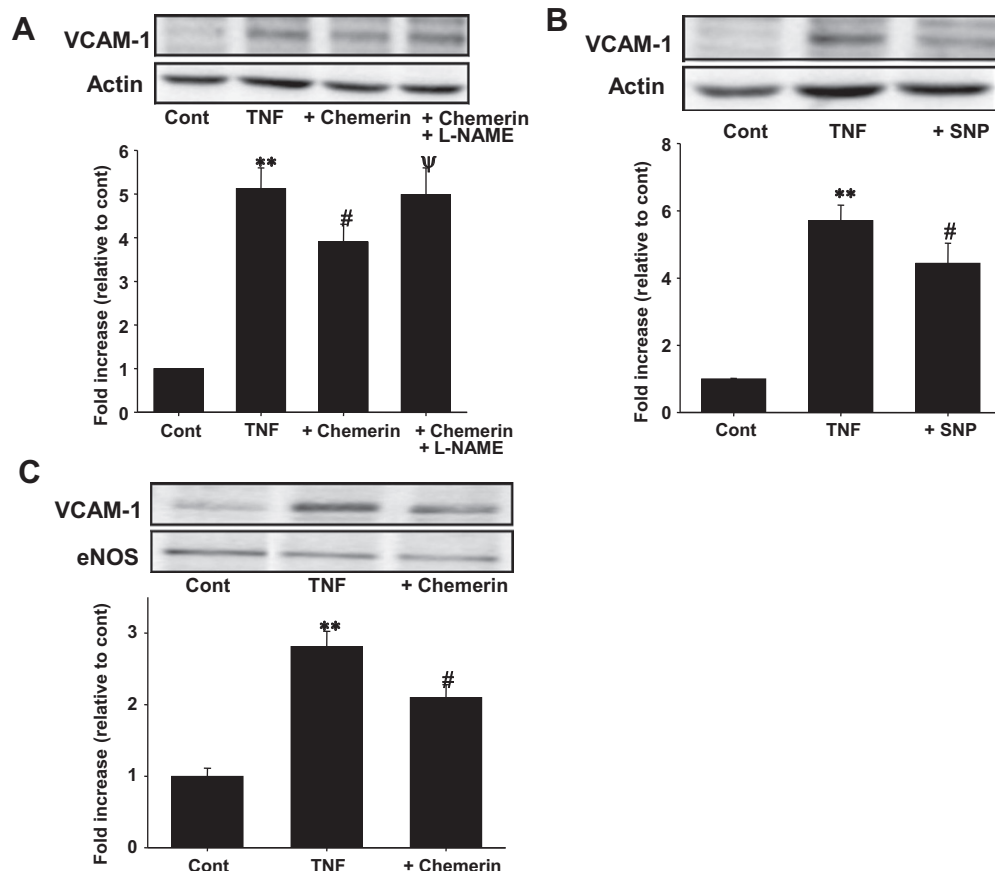 A
VCAM-1
Actin
Cont TNF + Chemerin + Chemerin
+ L-NAME
Fold increase (relative to cont)
6
5
4
3
2
1
0
** # Ψ
Cont TNF + Chemerin + Chemerin
+ L-NAME
B
VCAM-1
Actin
Cont TNF + SNP
Fold increase (relative to cont)
8
6
4
2
0
** #
Cont TNF + SNP
C
VCAM-1
eNOS
Cont TNF + Chemerin
Fold increase (relative to cont)
3
2
1
0
** #
Cont TNF + Chemerin